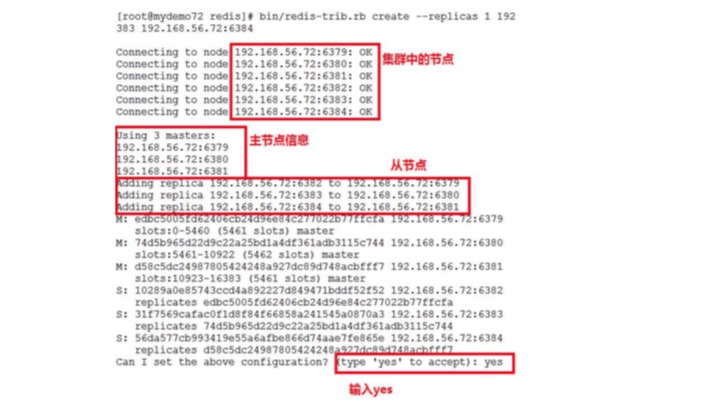 [root@mydemo72 redis]# bin/redis-trib.rb create --replicas 1 192
383 192.168.56.72:6384
Connecting to node 192.168.56.72:6379: OK
Connecting to node 192.168.56.72:6380: OK
集群中的节点
Connecting to node 192.168.56.72:6381: OK
Connecting to node 192.168.56.72:6382: OK
Connecting to node 192.168.56.72:6383: OK
Connecting to node 192.168.56.72:6384: OK
Using 3 masters:
主节点信息
192.168.56.72:6379
192.168.56.72:6380
192.168.56.72:6381
从节点
Adding replica 192.168.56.72:6382 to 192.168.56.72:6379
Adding replica 192.168.56.72:6383 to 192.168.56.72:6380
Adding replica 192.168.56.72:6384 to 192.168.56.72:6381
M: edbc5005fd62406cb24d96e84c277022b77ffcfa 192.168.56.72:6379
slots:0-5460 (5461 slots) master
M: 74d5b965d22d9c22a25bd1a4df361adb3115c744 192.168.56.72:6380
slots:5461-10922 (5462 slots) master
M: d58c5dc24987805424248a927dc89d748acbfff7 192.168.56.72:6381
slots:10923-16383 (5461 slots) master
S: 10289a0e85743ccd4a892227d849471bddf52f52 192.168.56.72:6382
replicates edbc5005fd62406cb24d96e84c277022b77ffcfa
S: 31f7569cafac0f1d8f84f66858a241545a0870a3 192.168.56.72:6383
replicates 74d5b965d22d9c22a25bd1a4df361adb3115c744
S: 56da577cb993419e55a6afbe866d74aae7fe865e 192.168.56.72:6384
replicates d58c5dc24987805424248a927dc89d748acbfff7
Can I set the above configuration? (type 'yes' to accept): yes
输入yes